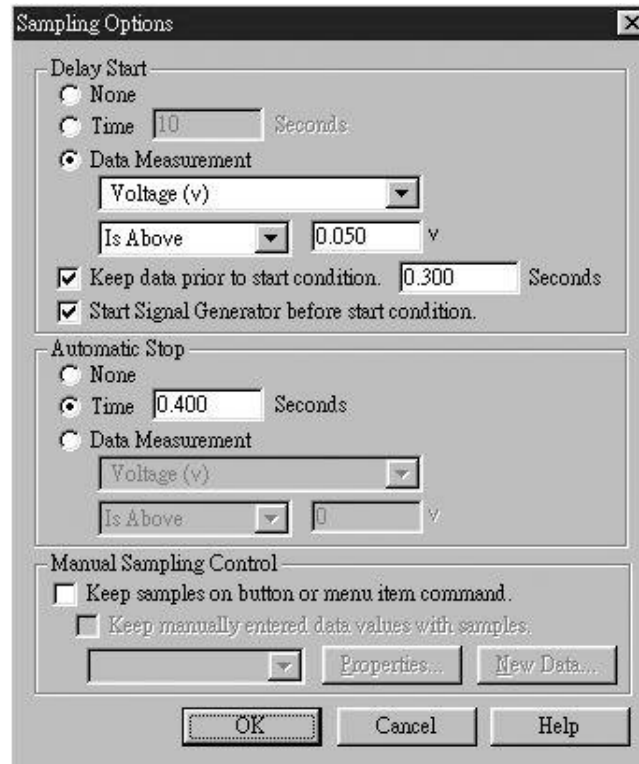 Sampling Options
Delay Start
None
Time 10 Seconds
Data Measurement
Voltage (v)
Is Above 0.050 v
Keep data prior to start condition. 0.300 Seconds
Start Signal Generator before start condition.
Automatic Stop
None
Time 0.400 Seconds
Data Measurement
Voltage (v)
Is Above 0 v
Manual Sampling Control
Keep samples on button or menu item command.
Keep manually entered data values with samples.
Properties... New Data...
OK Cancel Help